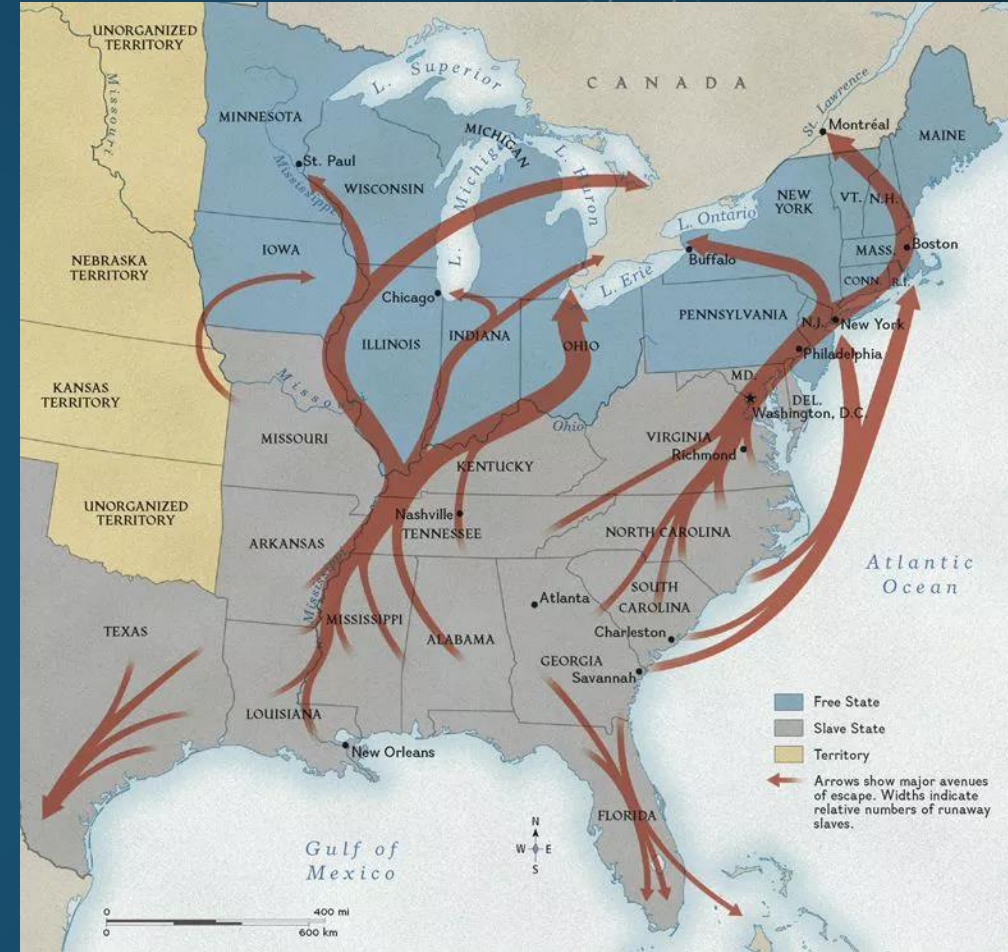 UNORGANIZED
TERRITORY
Missouri
L. Superior
CANADA
St. Lawrence
MINNESOTA
MICHIGAN
Montréal
MAINE
St. Paul
Mississippi
WISCONSIN
L. Michigan
L. Huron
NEW
YORK
VT.
N.H.
L. Ontario
IOWA
MASS.
Boston
NEBRASKA
TERRITORY
Buffalo
L. Erie
CONN.
R.I.
Chicago
PENNSYLVANIA
ILLINOIS
INDIANA
OHIO
N.J.
New York
Philadelphia
KANSAS
TERRITORY
Missouri
MD.
DEL.
Washington, D.C.
Ohio
MISSOURI
VIRGINIA
Richmond
KENTUCKY
UNORGANIZED
TERRITORY
Nashville
TENNESSEE
NORTH CAROLINA
ARKANSAS
Mississippi
Atlantic
Ocean
SOUTH
CAROLINA
Atlanta
TEXAS
MISSISSIPPI
ALABAMA
Charleston
GEORGIA
Savannah
LOUISIANA
New Orleans
Free State
Slave State
Territory
Arrows show major avenues
of escape. Widths indicate
relative numbers of runaway
slaves.
FLORIDA
N
W E
S
Gulf of
Mexico
0 400 mi
0 600 km